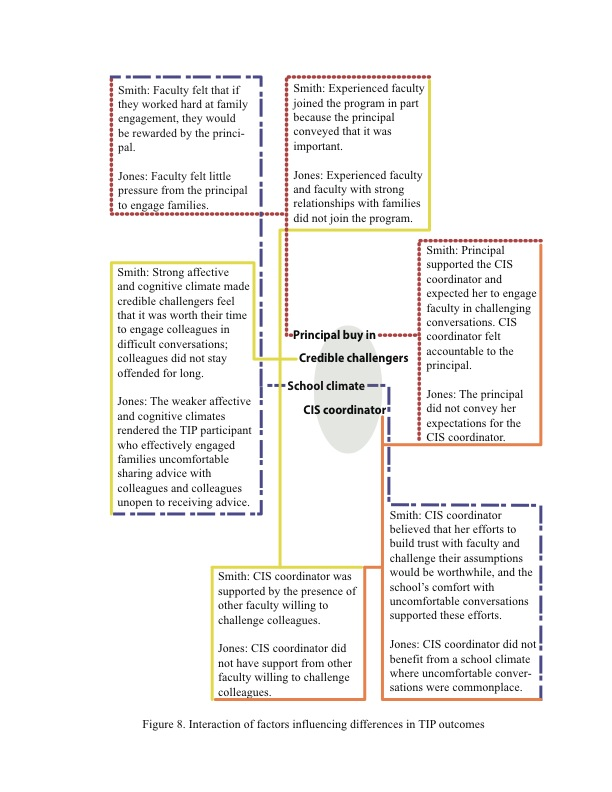 Smith: Faculty felt that if
they worked hard at family
engagement, they would
be rewarded by the princi-
pal.
Jones: Faculty felt little
pressure from the principal
to engage families.
Smith: Experienced faculty
joined the program in part
because the principal
conveyed that it was
important.
Jones: Experienced faculty
and faculty with strong
relationships with families
did not join the program.
Smith: Strong affective
and cognitive climate made
credible challengers feel
that it was worth their time
to engage colleagues in
difficult conversations;
colleagues did not stay
offended for long.
Jones: The weaker affective
and cognitive climates
rendered the TIP participant
who effectively engaged
families uncomfortable
sharing advice with
colleagues and colleagues
unopen to receiving advice.
Smith: Principal
supported the CIS
coordinator and
expected her to engage
faculty in challenging
conversations. CIS
coordinator felt
accountable to the
principal.
Jones: The principal
did not convey her
expectations for the
CIS coordinator.
Principal buy in
Credible challengers
School climate
CIS coordinator
Smith: CIS coordinator
believed that her efforts to
build trust with faculty and
challenge their assumptions
would be worthwhile, and the
school's comfort with
uncomfortable conversations
supported these efforts.
Jones: CIS coordinator did not
benefit from a school climate
where uncomfortable conver-
sations were commonplace.
Smith: CIS coordinator was
supported by the presence of
other faculty willing to
challenge colleagues.
Jones: CIS coordinator did
not have support from other
faculty willing to challenge
colleagues.
Figure 8. Interaction of factors influencing differences in TIP outcomes